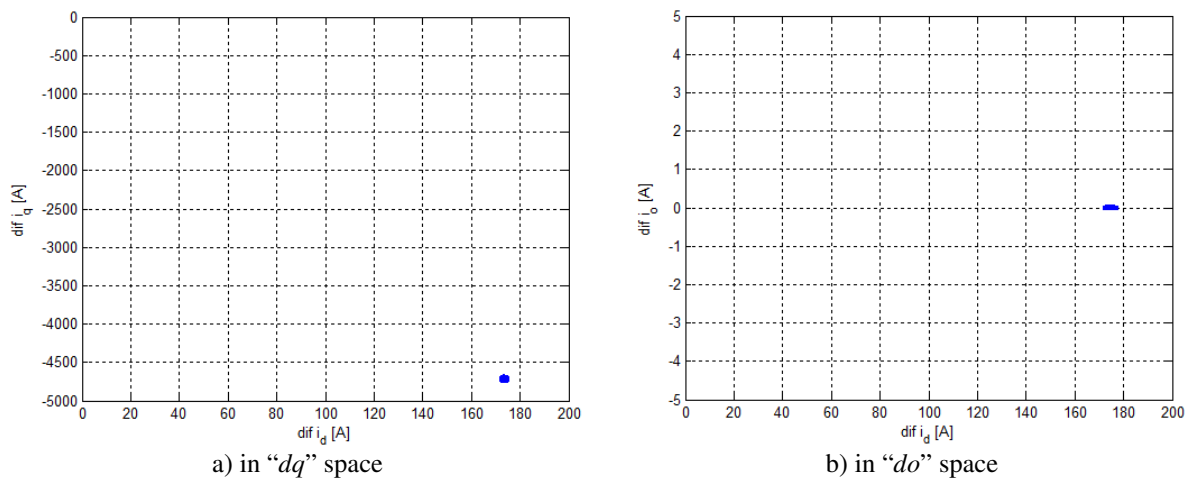 0
-500
-1000
-1500
-2000
-2500
-3000
-3500
-4000
-4500
-5000
dif i_q [A]
0 20 40 60 80 100 120 140 160 180 200
dif i_d [A]
a) in “dq” space
5
4
3
2
1
0
-1
-2
-3
-4
-5
dif i_o [A]
0 20 40 60 80 100 120 140 160 180 200
dif i_d [A]
b) in “do” space